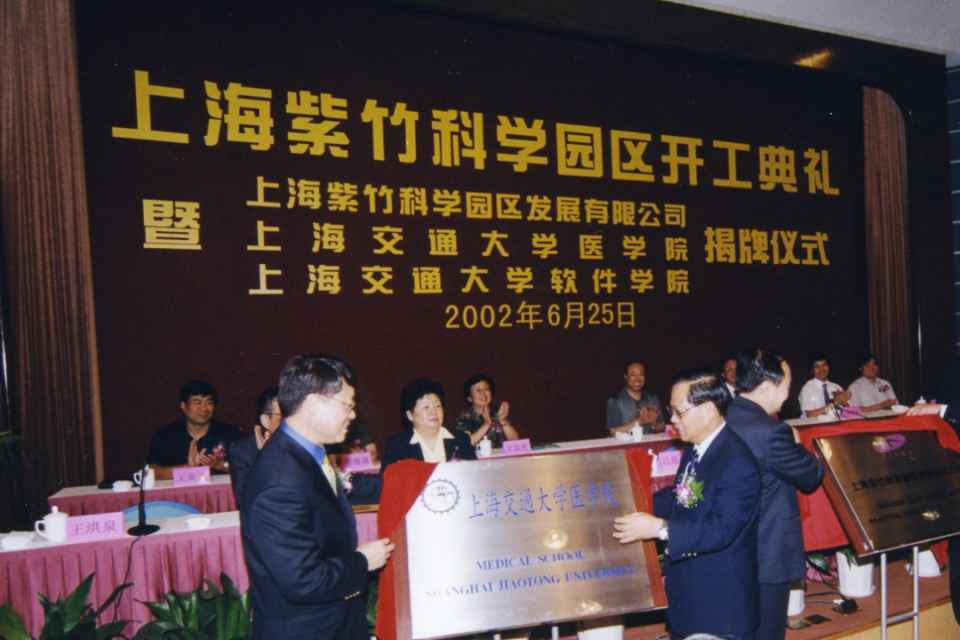 上海紫竹科学园区开工典礼
暨
上海紫竹科学园区发展有限公司
上海交通大学医学院
上海交通大学软件学院
揭牌仪式
2002年6月25日
王洪泉
上海交通大学医学院
MEDICAL SCHOOL
SHANGHAI JIAOTONG UNIVERSITY